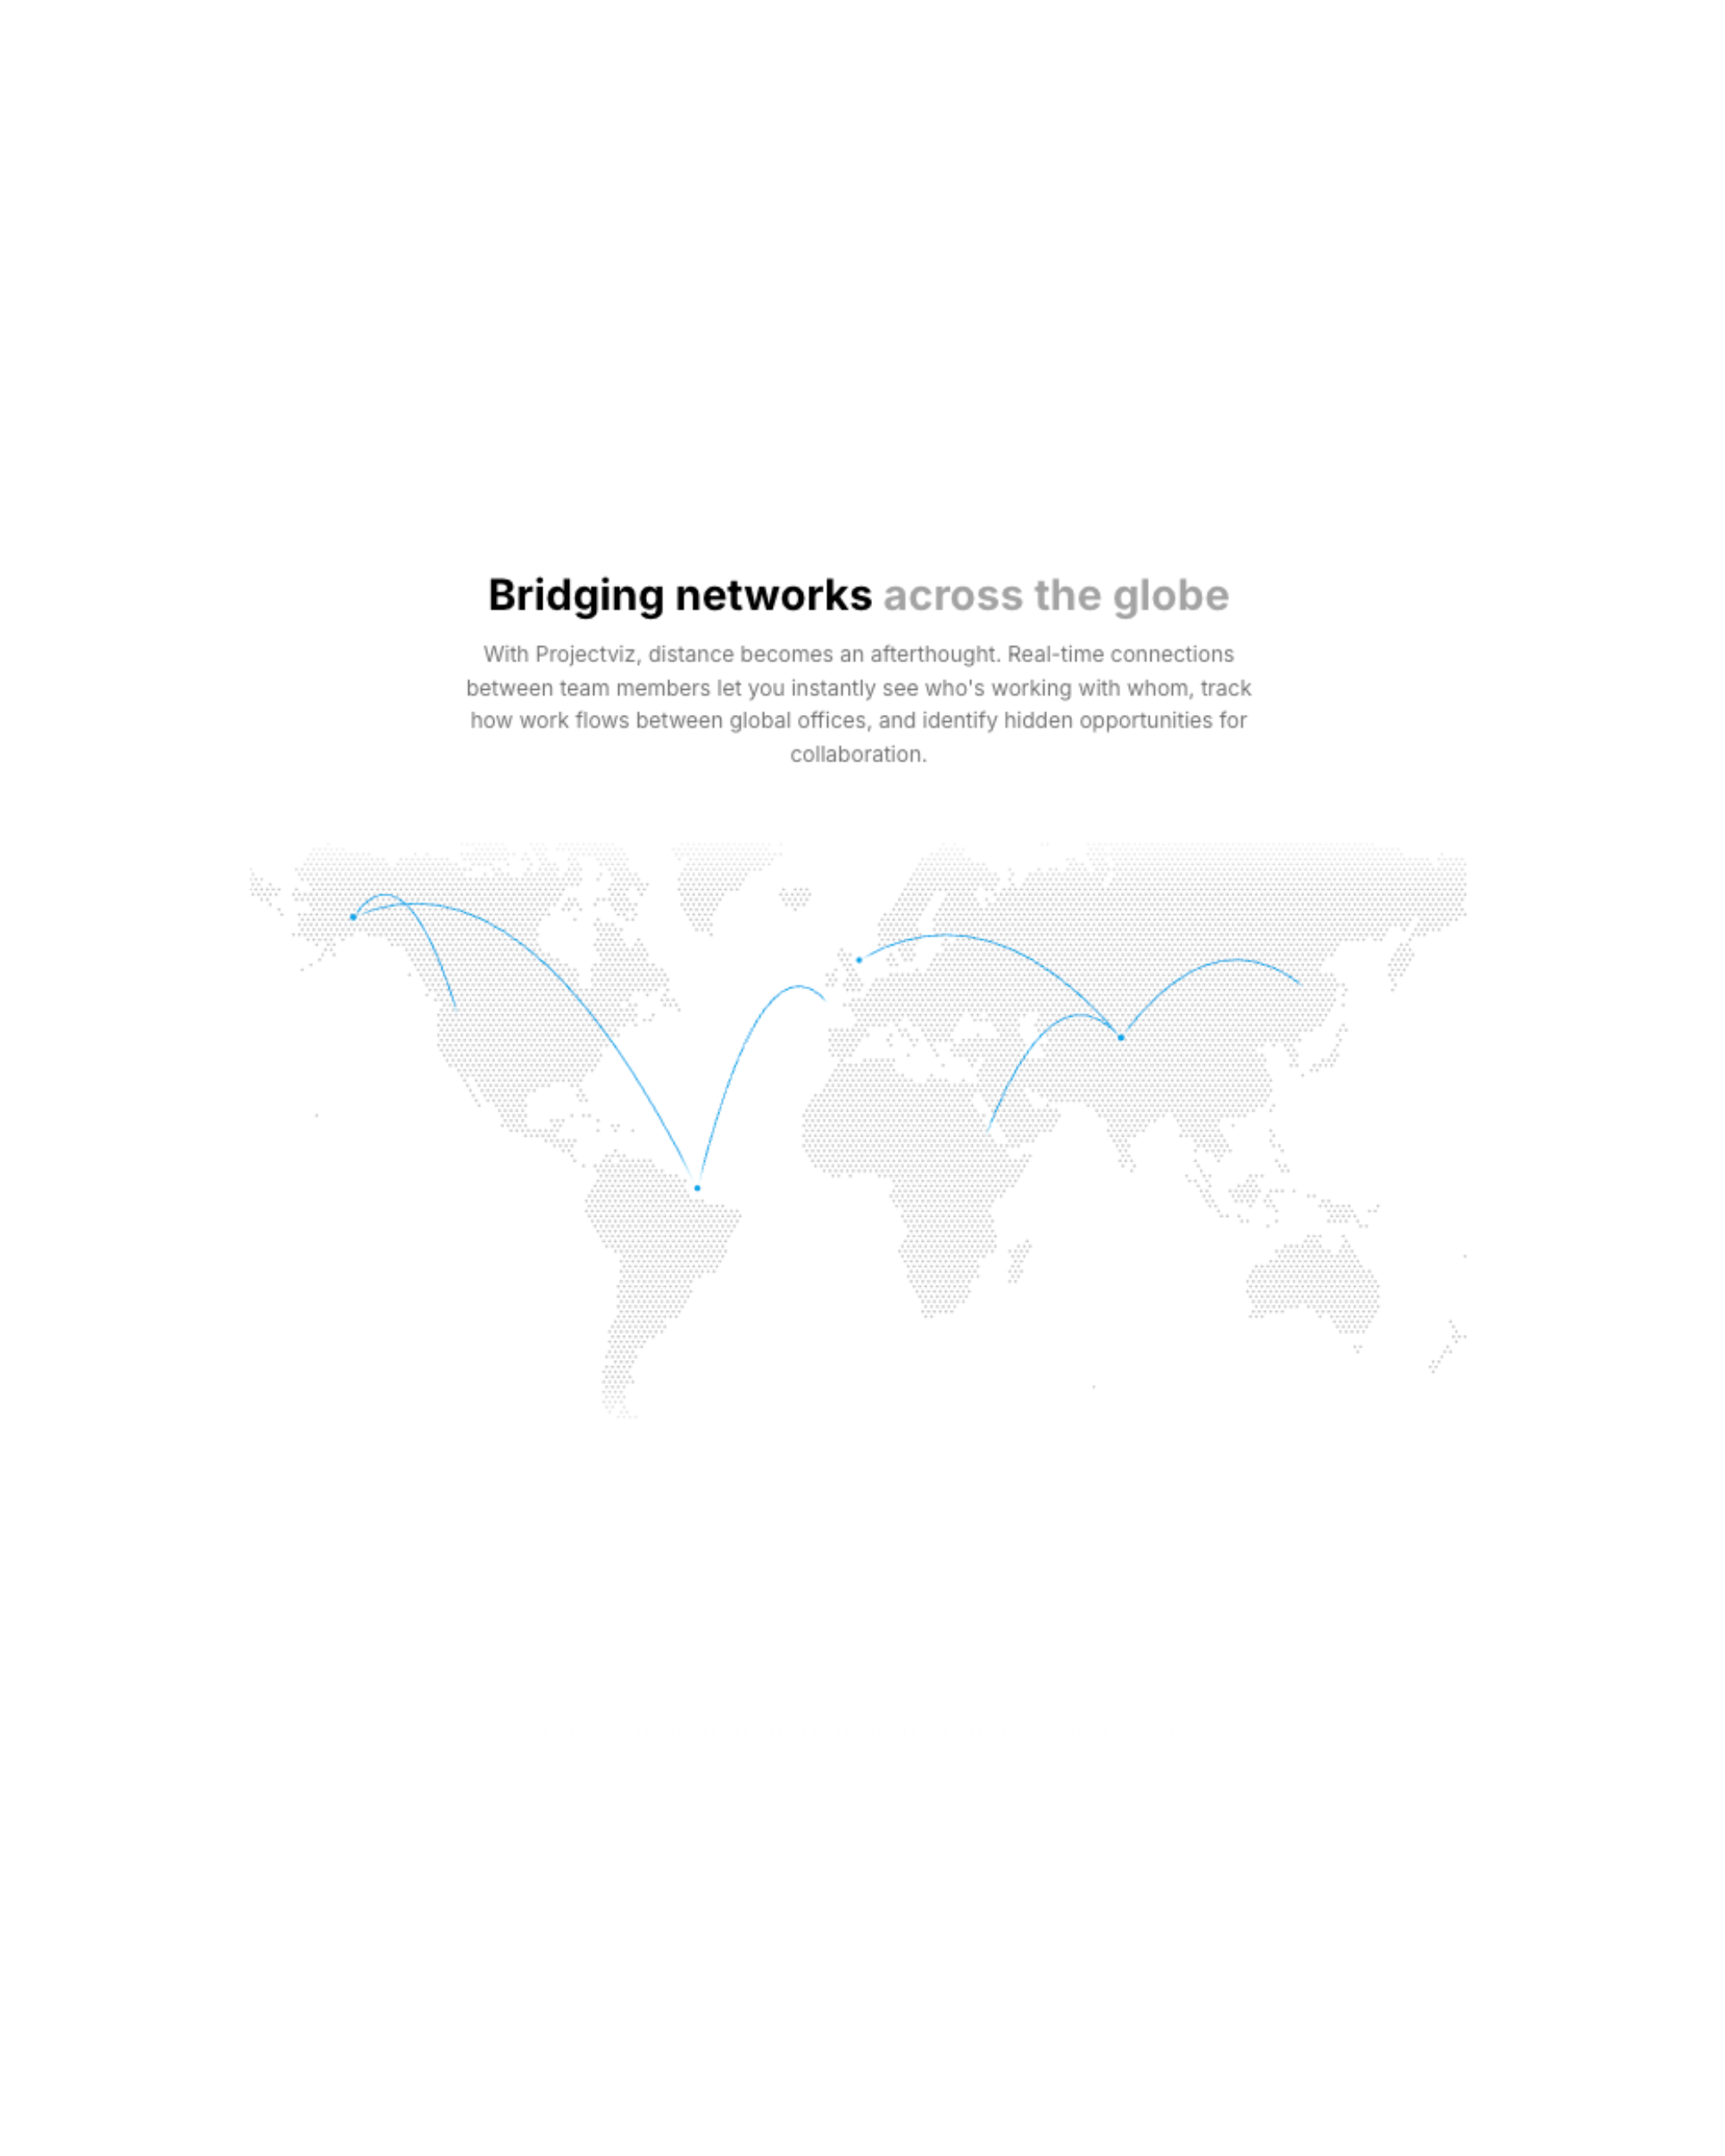 Bridging networks across the globe
With Projectviz, distance becomes an afterthought. Real-time connections
between team members let you instantly see who's working with whom, track
how work flows between global offices, and identify hidden opportunities for
collaboration.